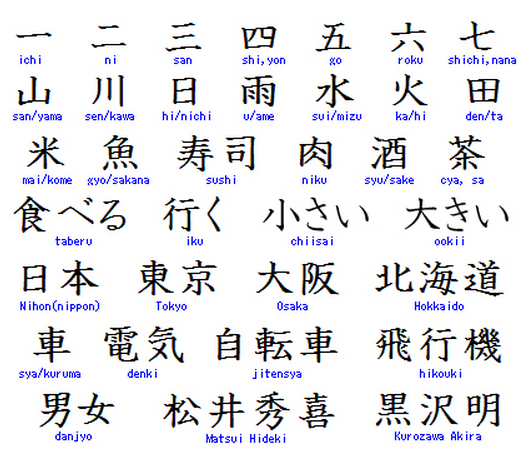 一 二 三 四 五 六 七
ichi ni san shi,yon go roku shichi,nana
山 川 日 雨 水 火 田
san/yama sen/kawa hi/nichi u/ame sui/mizu ka/hi den/ta
米 魚 寿司 肉 酒 茶
mai/kome gyo/sakana sushi niku syu/sake cya, sa
食べる 行く 小さい 大きい
taberu iku chiisai ookii
日本 東京 大阪 北海道
Nihon(nippon) Tokyo Osaka Hokkaido
車 電気 自転車 飛行機
sya/kuruma denki jitensya hikouki
男女 松井秀喜 黒沢明
danjyo Matsui Hideki Kurozawa Akira